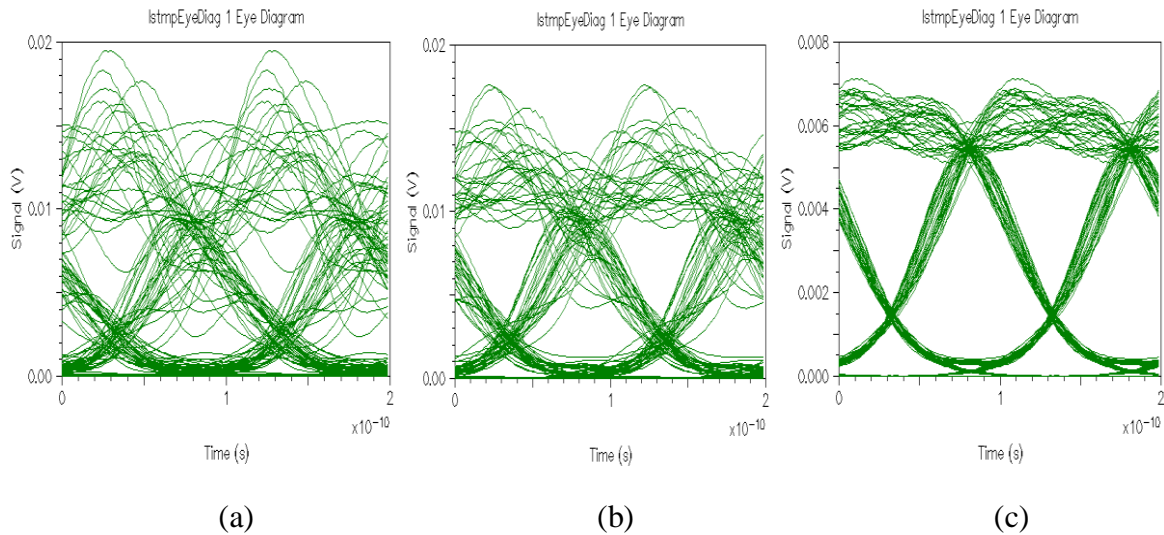 lstmpEyeDiag 1 Eye Diagram
0.02
0.01
0.00
Signal (V)
0 1 2
x10⁻¹⁰
Time (s)
(a)
lstmpEyeDiag 1 Eye Diagram
0.02
0.01
0.00
Signal (V)
0 1 2
x10⁻¹⁰
Time (s)
(b)
lstmpEyeDiag 1 Eye Diagram
0.008
0.006
0.004
0.002
0.000
Signal (V)
0 1 2
x10⁻¹⁰
Time (s)
(c)